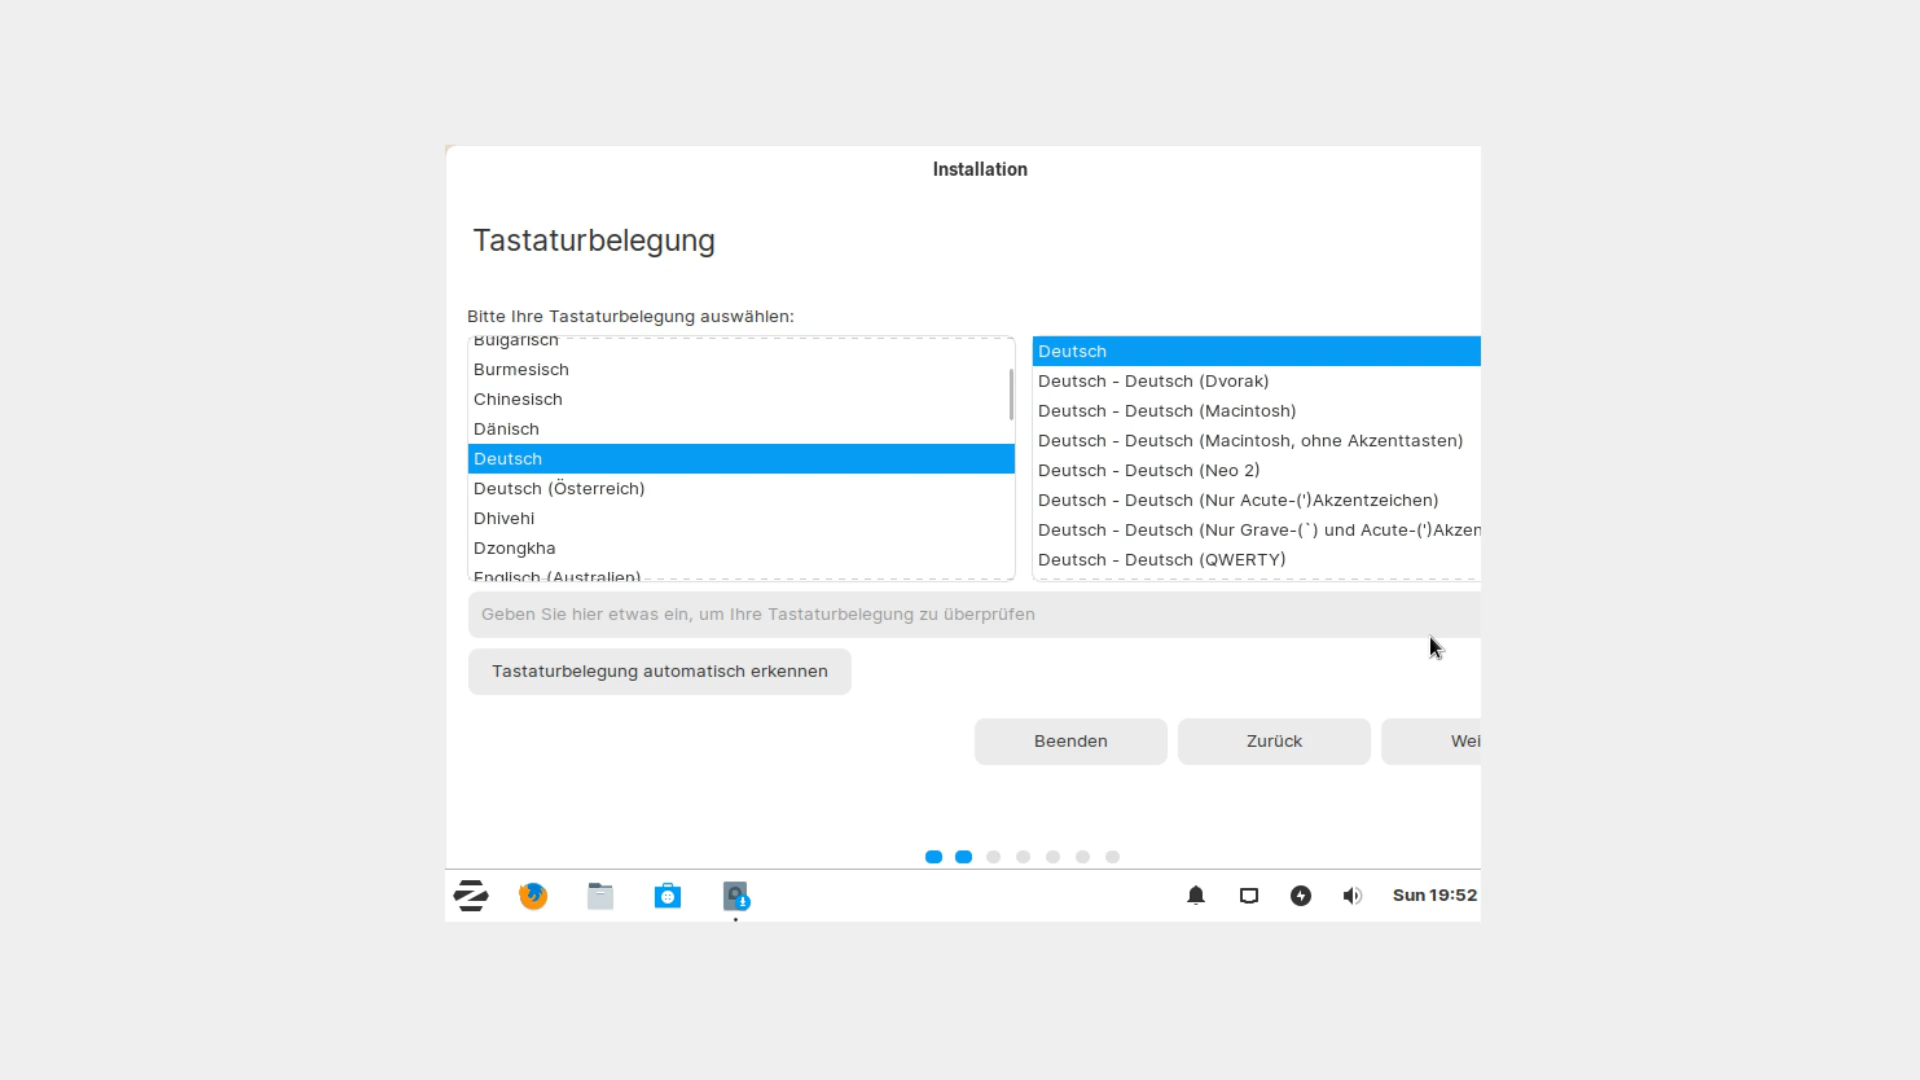 Installation
Tastaturbelegung
Bitte Ihre Tastaturbelegung auswählen:
Bulgarisch
Burmesisch
Chinesisch
Dänisch
Deutsch
Deutsch (Österreich)
Dhivehi
Dzongkha
Englisch (Australien)
Deutsch
Deutsch - Deutsch (Dvorak)
Deutsch - Deutsch (Macintosh)
Deutsch - Deutsch (Macintosh, ohne Akzenttasten)
Deutsch - Deutsch (Neo 2)
Deutsch - Deutsch (Nur Acute-(')Akzentzeichen)
Deutsch - Deutsch (Nur Grave-(`) und Acute-(')Akzen
Deutsch - Deutsch (QWERTY)
Geben Sie hier etwas ein, um Ihre Tastaturbelegung zu überprüfen
Tastaturbelegung automatisch erkennen
Beenden
Zurück
Wei
Sun 19:52